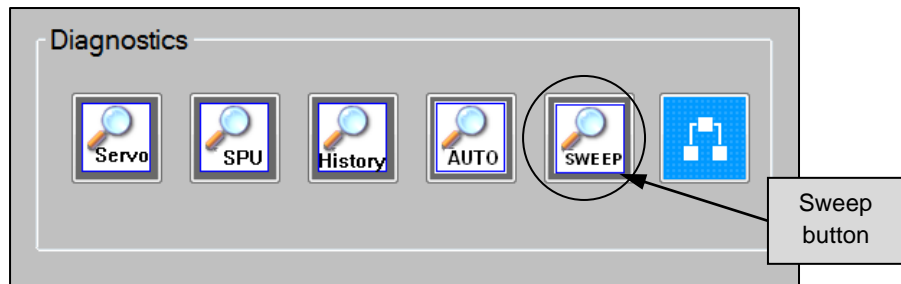 Diagnostics
Servo
SPU
History
AUTO
SWEEP
Sweep
button